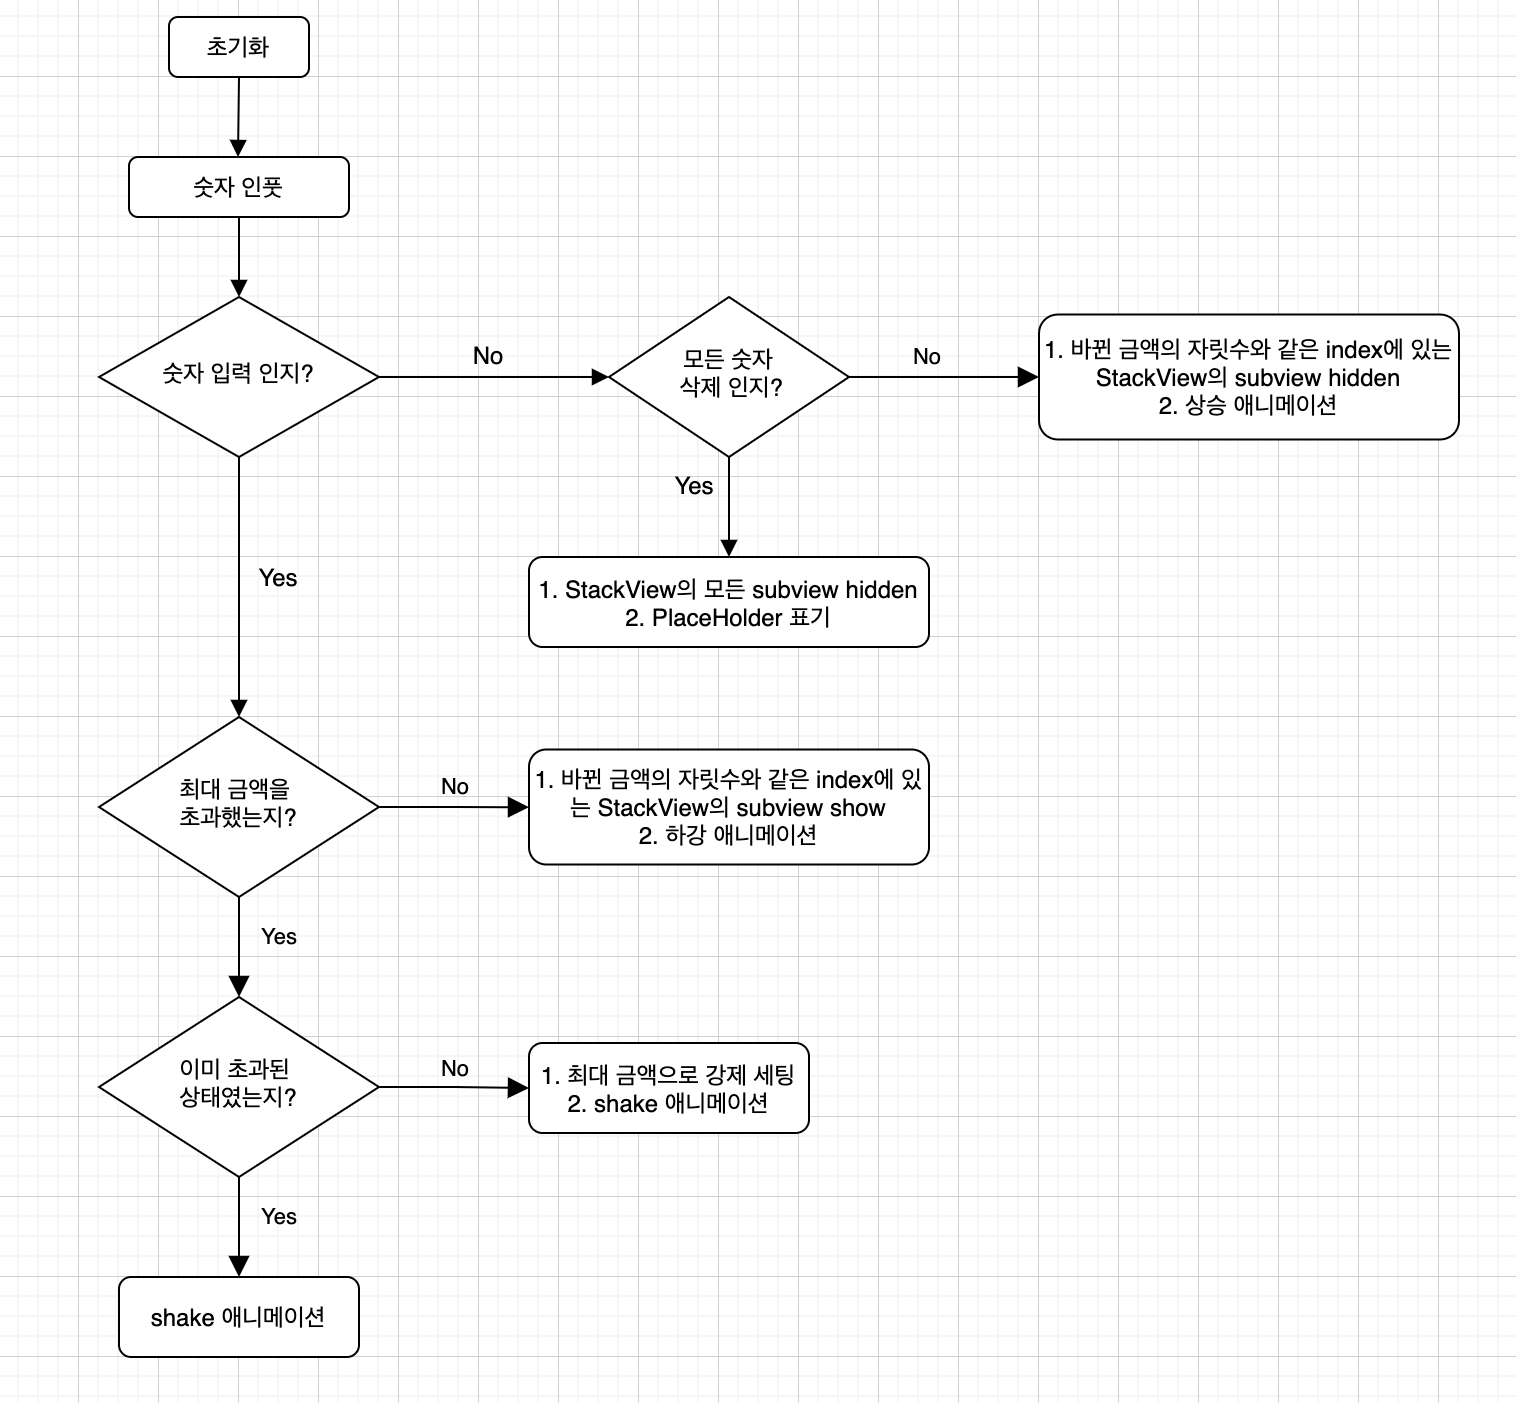 초기화
숫자 인풋
숫자 입력 인지?
No
모든 숫자
삭제 인지?
No
1. 바뀐 금액의 자릿수와 같은 index에 있는
StackView의 subview hidden
2. 상승 애니메이션
Yes
1. StackView의 모든 subview hidden
2. PlaceHolder 표기
Yes
최대 금액을
초과했는지?
No
1. 바뀐 금액의 자릿수와 같은 index에 있
는 StackView의 subview show
2. 하강 애니메이션
Yes
이미 초과된
상태였는지?
No
1. 최대 금액으로 강제 세팅
2. shake 애니메이션
Yes
shake 애니메이션